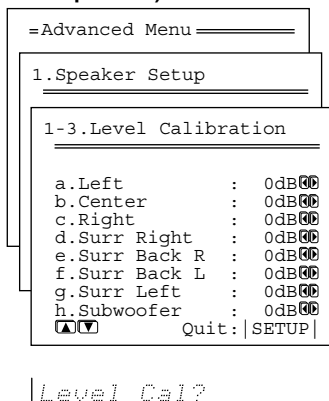 =Advanced Menu
1.Speaker Setup
1-3.Level Calibration
a.Left : 0dB
b.Center : 0dB
c.Right : 0dB
d.Surr Right : 0dB
e.Surr Back R : 0dB
f.Surr Back L : 0dB
g.Surr Left : 0dB
h.Subwoofer : 0dB
Quit:|SETUP|
Level Cal?